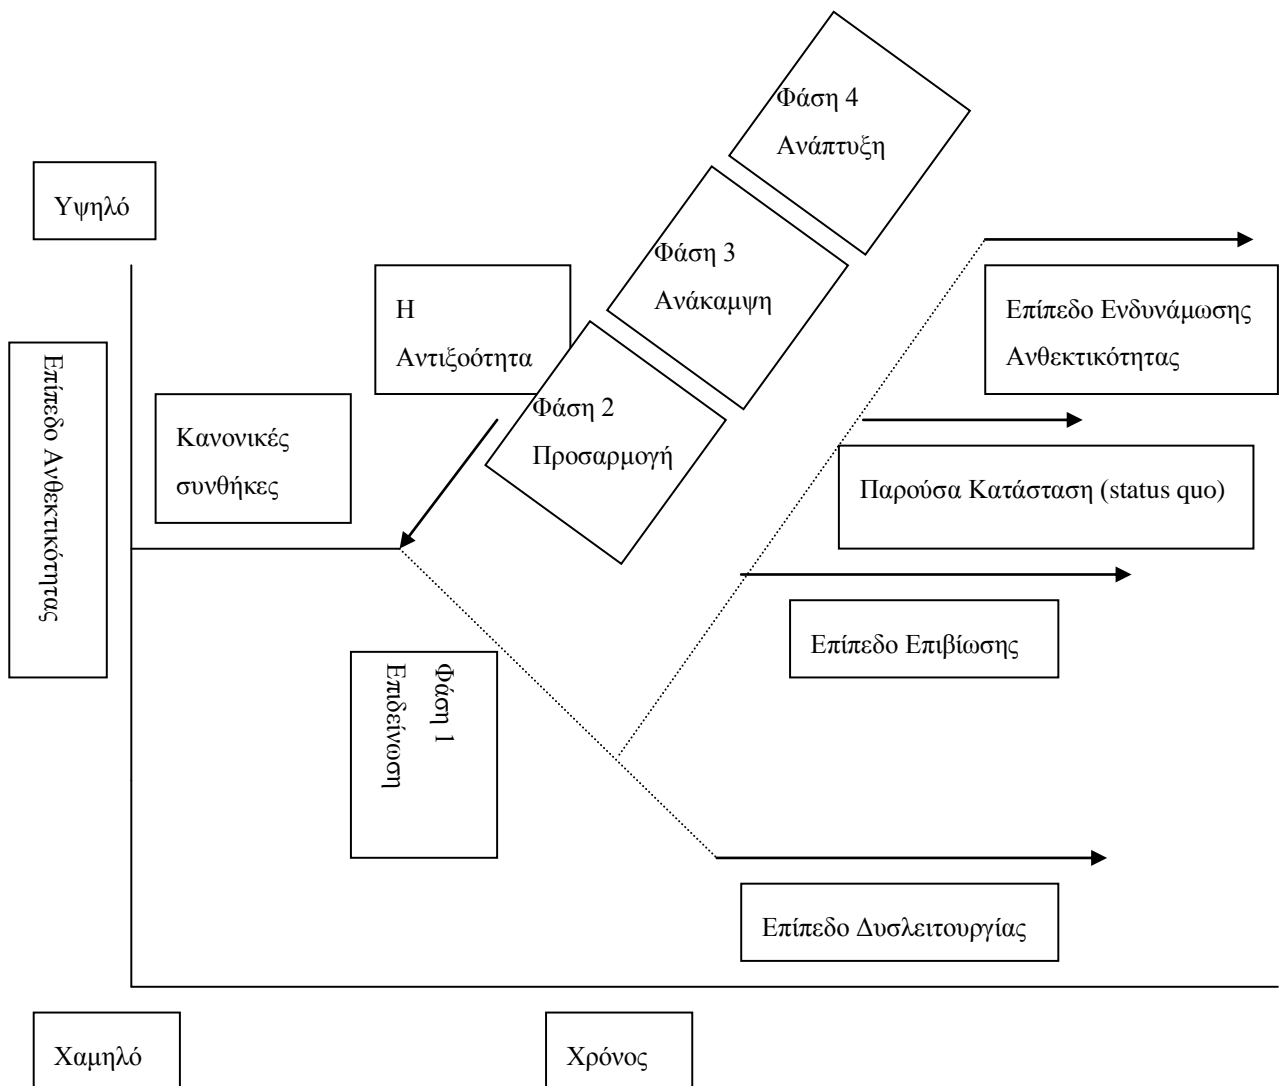 Φάση 4
Ανάπτυξη
Υψηλό
Φάση 3
Ανάκαμψη
Η
Αντιξοότητα
Επίπεδο Ενδυνάμωσης
Ανθεκτικότητας
Επίπεδο Ανθεκτικότητας
Κανονικές
συνθήκες
Φάση 2
Προσαρμογή
Παρούσα Κατάσταση (status quo)
Επίπεδο Επιβίωσης
Φάση 1
Επιδείνωση
Επίπεδο Δυσλειτουργίας
Χαμηλό
Χρόνος